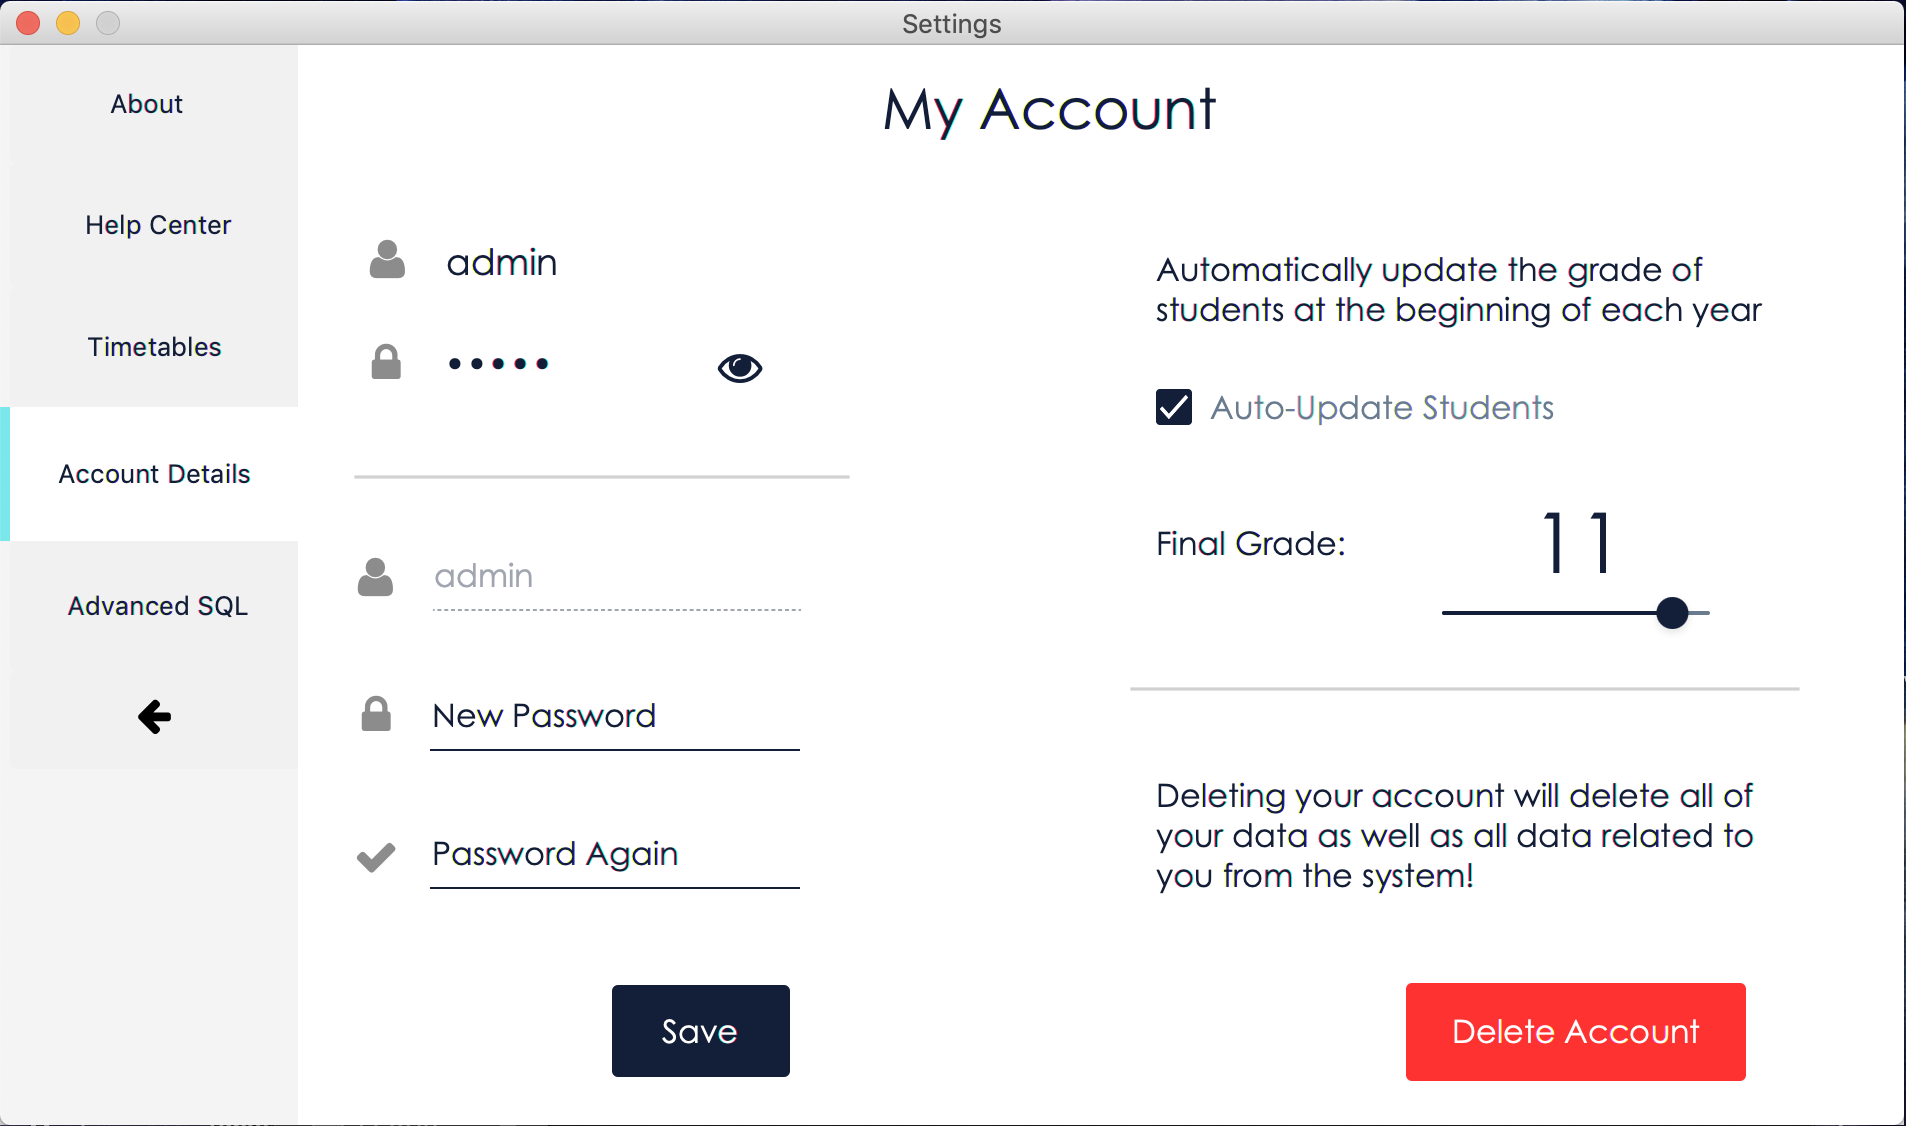 Settings
About
Help Center
Timetables
Account Details
Advanced SQL
My Account
admin
•••••
admin
New Password
Password Again
Save
Automatically update the grade of
students at the beginning of each year
Auto-Update Students
Final Grade:
11
Deleting your account will delete all of
your data as well as all data related to
you from the system!
Delete Account